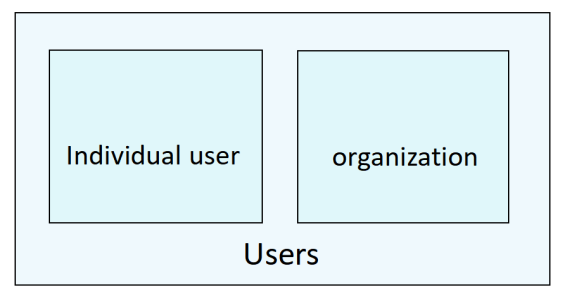 Individual user
organization
Users